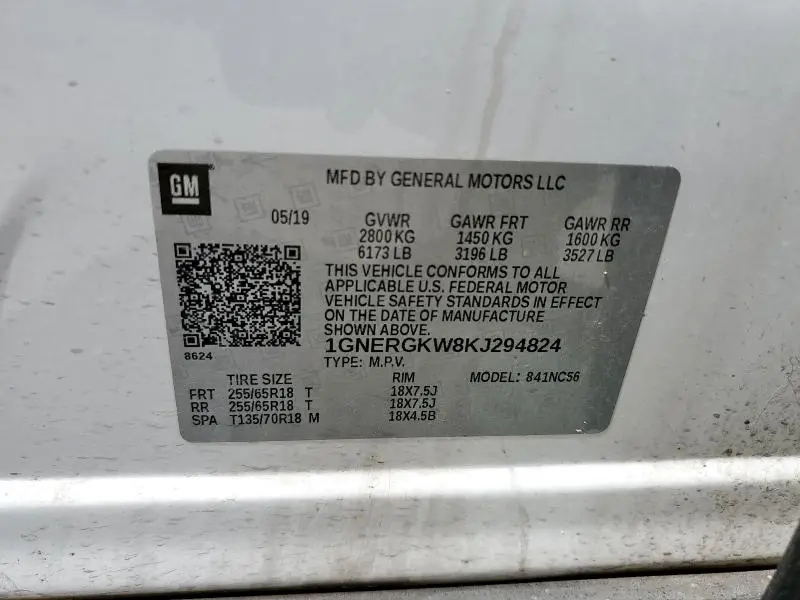 GM
MFD BY GENERAL MOTORS LLC
05/19 GVWR GAWR FRT GAWR RR
2800 KG 1450 KG 1600 KG
6173 LB 3196 LB 3527 LB
THIS VEHICLE CONFORMS TO ALL
APPLICABLE U.S. FEDERAL MOTOR
VEHICLE SAFETY STANDARDS IN EFFECT
ON THE DATE OF MANUFACTURE
SHOWN ABOVE.
8624
1GNERGKW8KJ294824
TYPE: M.P.V.
TIRE SIZE RIM MODEL: 841NC56
FRT 255/65R18 T 18X7.5J
RR 255/65R18 T 18X7.5J
SPA T135/70R18 M 18X4.5B